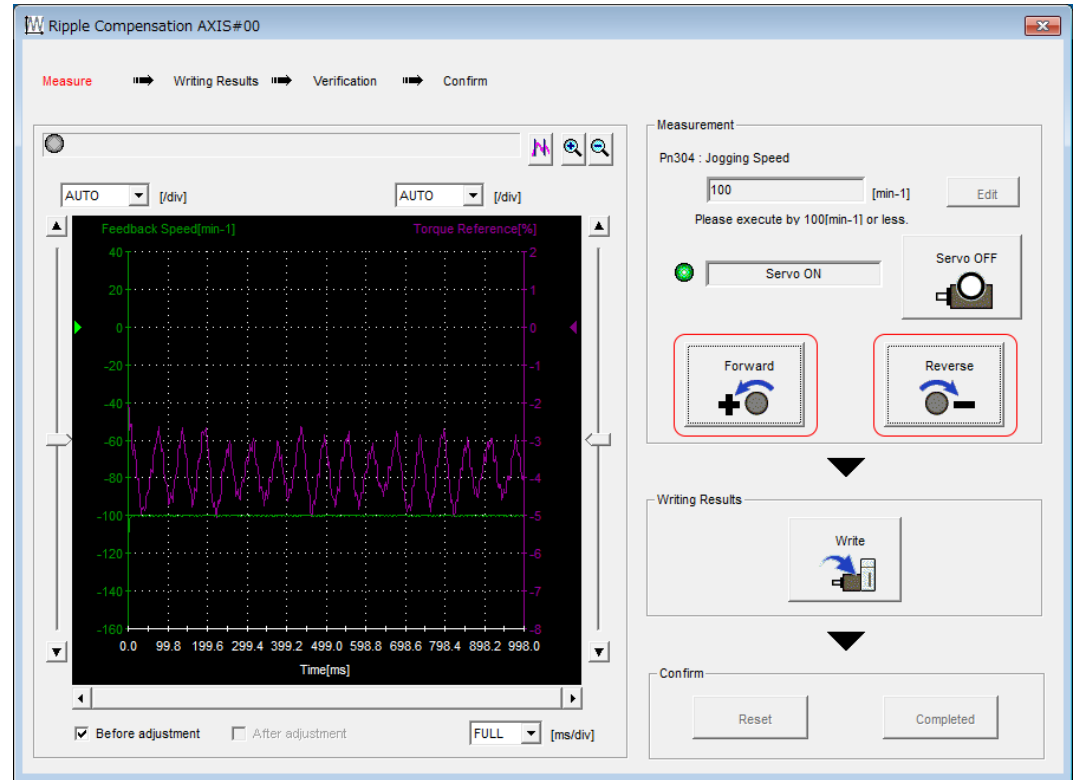 Ripple Compensation AXIS#00
Measure Writing Results Verification Confirm
AUTO [/div] AUTO [/div]
Feedback Speed[min-1] Torque Reference[%]
40 2
20 1
0 0
-20 -1
-40 -2
-60 -3
-80 -4
-100 -5
-120 -6
-140 -7
-160 -8
0.0 99.8 199.6 299.4 399.2 499.0 598.8 698.6 798.4 898.2 998.0
Time[ms]
Before adjustment After adjustment FULL [ms/div]
Measurement
Pn304 : Jogging Speed
100 [min-1] Edit
Please execute by 100[min-1] or less.
Servo ON
Servo OFF
Forward
Reverse
Writing Results
Write
Confirm
Reset
Completed